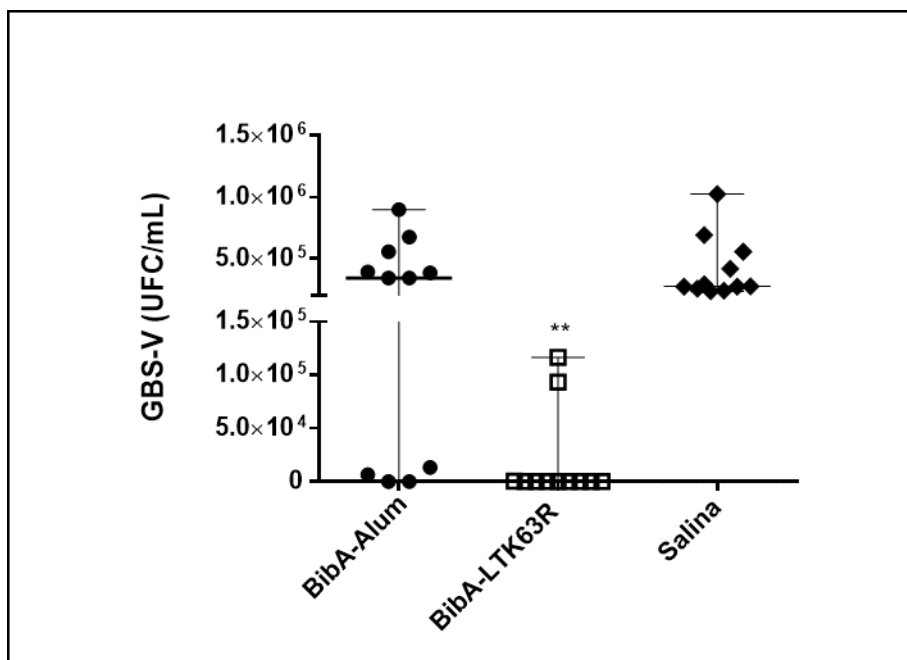 GBS-V (UFC/mL)
1.5×10⁶
1.0×10⁶
5.0×10⁵
1.5×10⁵
1.0×10⁵
5.0×10⁴
0
**
BibA-Alum
BibA-LTK63R
Salina